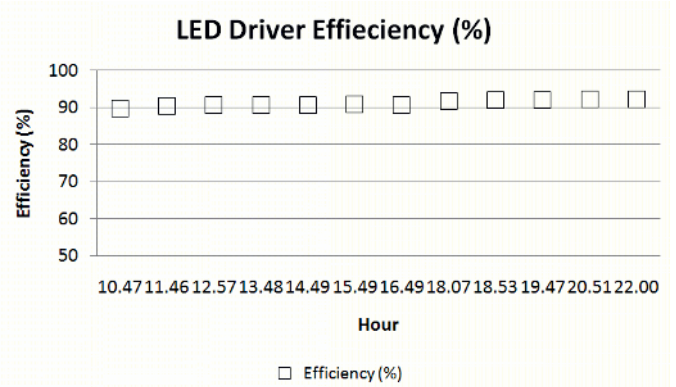 LED Driver Effieciency (%)
100
90
80
70
60
50
Efficiency (%)
10.47 11.46 12.57 13.48 14.49 15.49 16.49 18.07 18.53 19.47 20.51 22.00
Hour
Efficiency (%)